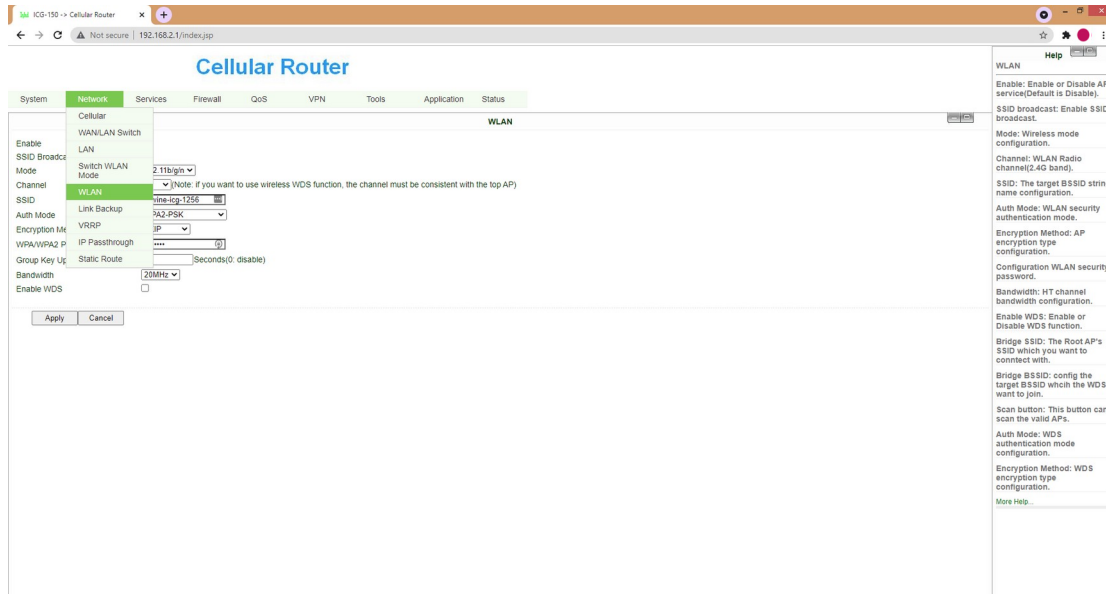 ICG-150 -> Cellular Router
Not secure | 192.168.2.1/index.jsp
Cellular Router
System Network Services Firewall QoS VPN Tools Application Status
Cellular
WAN/LAN Switch
LAN
Switch WLAN
Mode
WLAN
Link Backup
VRRP
IP Passthrough
Static Route
WLAN
Enable
SSID Broadca
Mode 2.11b/g/n
Channel (Note: if you want to use wireless WDS function, the channel must be consistent with the top AP)
SSID vine-icg-1256
Auth Mode PA2-PSK
Encryption Me IP
WPA/WPA2 P
Group Key Up Seconds(0: disable)
Bandwidth 20MHz
Enable WDS
Apply Cancel
Help
WLAN
Enable: Enable or Disable AP
service(Default is Disable).
SSID broadcast: Enable SSID
broadcast.
Mode: Wireless mode
configuration.
Channel: WLAN Radio
channel(2.4G band).
SSID: The target BSSID strin
name configuration.
Auth Mode: WLAN security
authentication mode.
Encryption Method: AP
encryption type
configuration.
Configuration WLAN security
password.
Bandwidth: HT channel
bandwidth configuration.
Enable WDS: Enable or
Disable WDS function.
Bridge SSID: The Root AP's
SSID which you want to
conntect with.
Bridge BSSID: config the
target BSSID whcih the WDS
want to join.
Scan button: This button can
scan the valid APs.
Auth Mode: WDS
authentication mode
configuration.
Encryption Method: WDS
encryption type
configuration.
More Help...